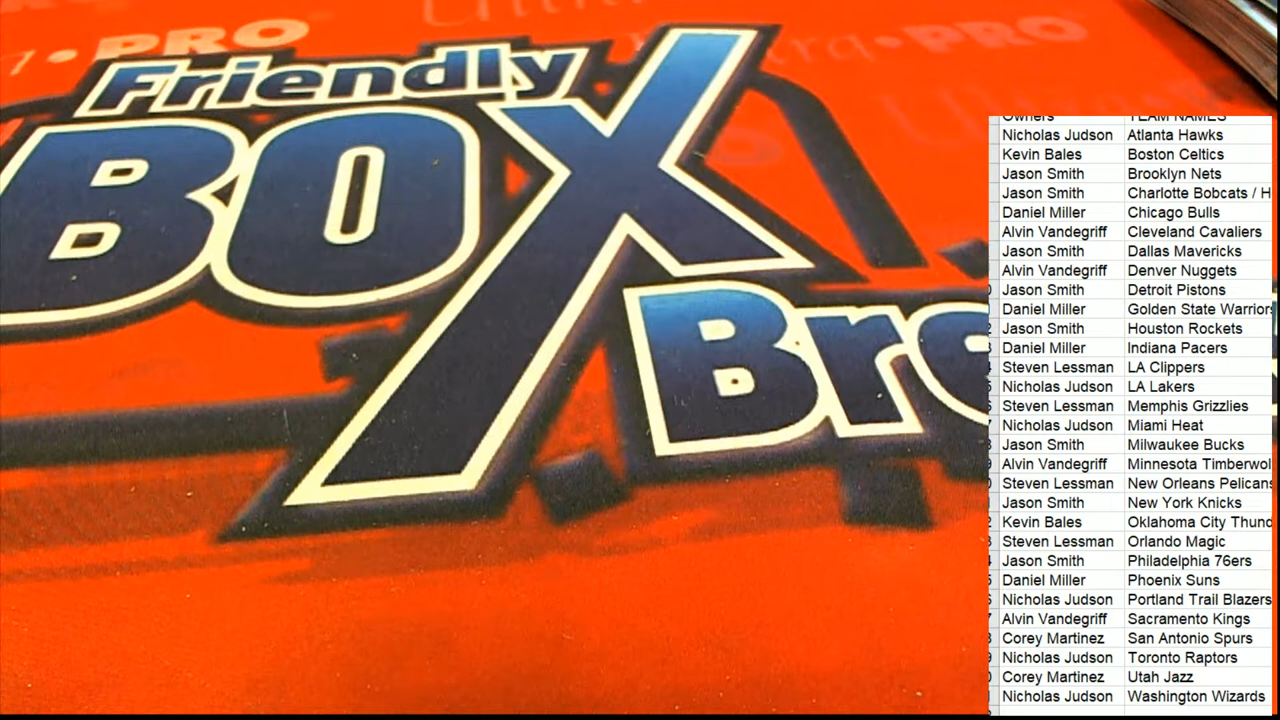 PRO
PRO
Friendly
BOX
Owners TEAM NAMES
Nicholas Judson Atlanta Hawks
Kevin Bales Boston Celtics
Jason Smith Brooklyn Nets
Jason Smith Charlotte Bobcats / H
Daniel Miller Chicago Bulls
Alvin Vandegriff Cleveland Cavaliers
Jason Smith Dallas Mavericks
Alvin Vandegriff Denver Nuggets
Jason Smith Detroit Pistons
Daniel Miller Golden State Warriors
Jason Smith Houston Rockets
Daniel Miller Indiana Pacers
Steven Lessman LA Clippers
Nicholas Judson LA Lakers
Steven Lessman Memphis Grizzlies
Nicholas Judson Miami Heat
Jason Smith Milwaukee Bucks
Alvin Vandegriff Minnesota Timberwol
Steven Lessman New Orleans Pelicans
Jason Smith New York Knicks
Kevin Bales Oklahoma City Thund
Steven Lessman Orlando Magic
Jason Smith Philadelphia 76ers
Daniel Miller Phoenix Suns
Nicholas Judson Portland Trail Blazers
Alvin Vandegriff Sacramento Kings
Corey Martinez San Antonio Spurs
Nicholas Judson Toronto Raptors
Corey Martinez Utah Jazz
Nicholas Judson Washington Wizards